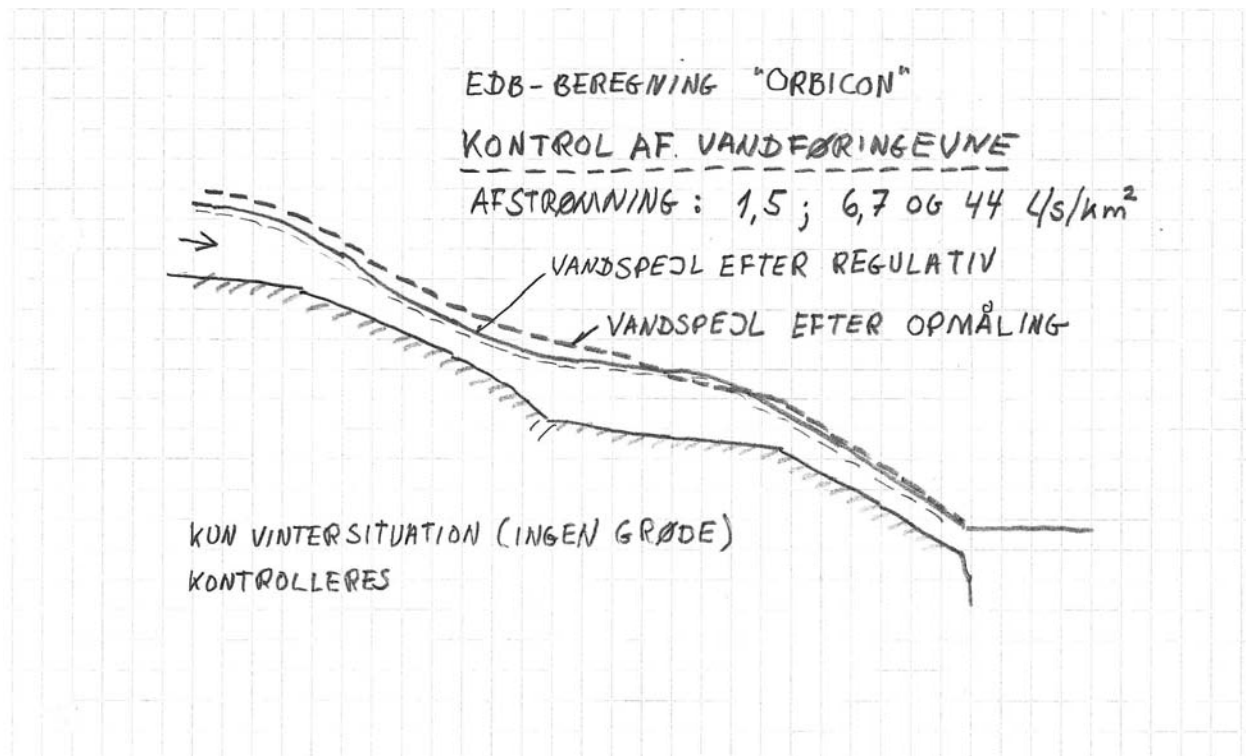 EDB-BEREGNING "ORBICON"
KONTROL AF. VANDFØRINGEVNE
AFSTRØMNING : 1,5 ; 6,7 OG 44 l/s/km²
VANDSPEJL EFTER REGULATIV
VANDSPEJL EFTER OPMÅLING
KUN VINTERSITUATION (INGEN GRØDE)
KONTROLLERES